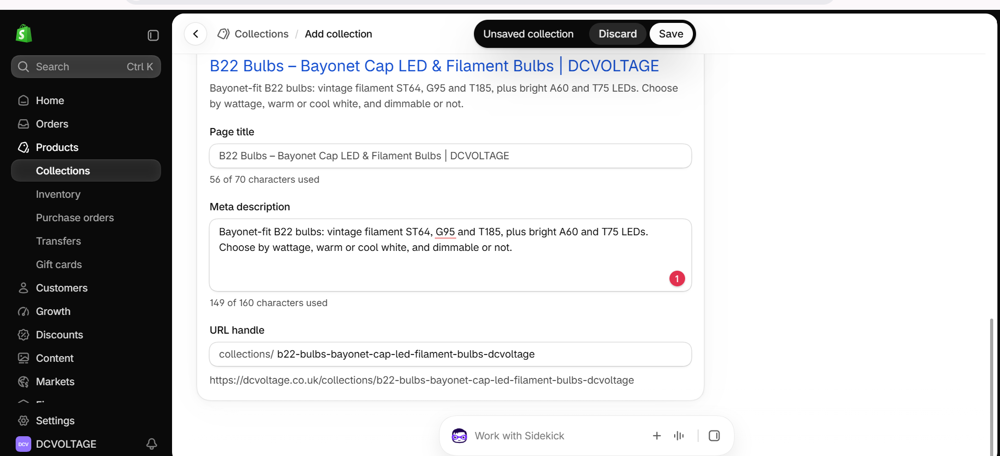 Collections / Add collection
Unsaved collection
Discard
Save
Search
Ctrl K
Home
Orders
Products
Collections
Inventory
Purchase orders
Transfers
Gift cards
Customers
Growth
Discounts
Content
Markets
Settings
DCV
DCVOLTAGE
B22 Bulbs – Bayonet Cap LED & Filament Bulbs | DCVOLTAGE
Bayonet-fit B22 bulbs: vintage filament ST64, G95 and T185, plus bright A60 and T75 LEDs. Choose
by wattage, warm or cool white, and dimmable or not.
Page title
B22 Bulbs – Bayonet Cap LED & Filament Bulbs | DCVOLTAGE
56 of 70 characters used
Meta description
Bayonet-fit B22 bulbs: vintage filament ST64, G95 and T185, plus bright A60 and T75 LEDs.
Choose by wattage, warm or cool white, and dimmable or not.
1
149 of 160 characters used
URL handle
collections/ b22-bulbs-bayonet-cap-led-filament-bulbs-dcvoltage
https://dcvoltage.co.uk/collections/b22-bulbs-bayonet-cap-led-filament-bulbs-dcvoltage
Work with Sidekick